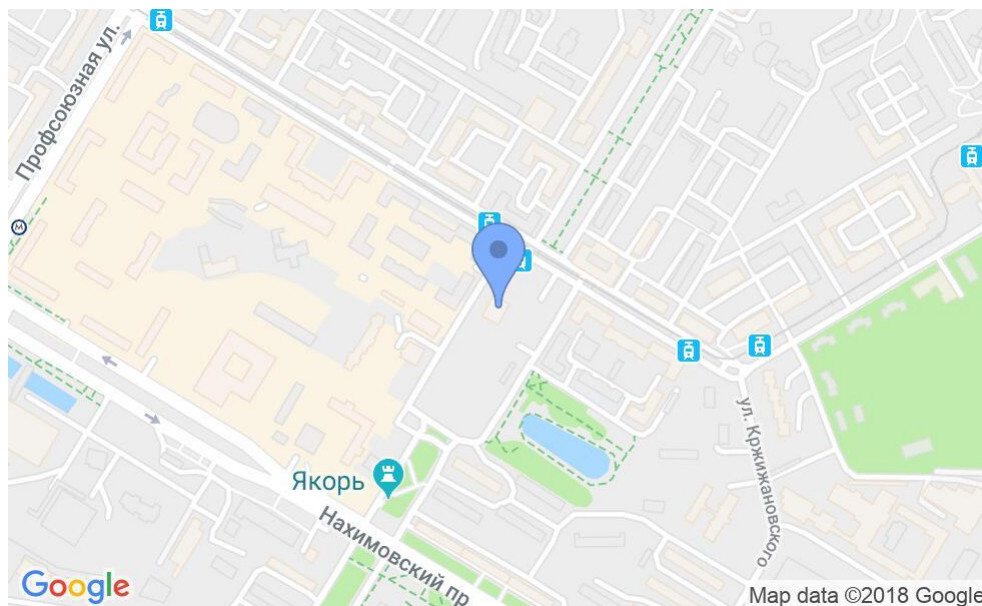 Профсоюзная ул.
М
Якорь
Нахимовский пр
ул. Кржижановского
Google
Map data ©2018 Google